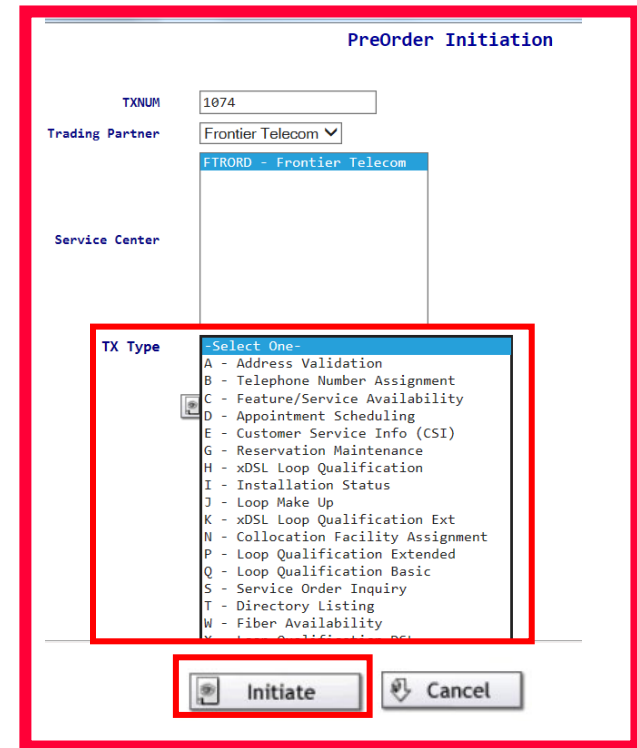 PreOrder Initiation
TXNUM 1074
Trading Partner Frontier Telecom
FTRORD - Frontier Telecom
Service Center
TX Type -Select One-
A - Address Validation
B - Telephone Number Assignment
C - Feature/Service Availability
D - Appointment Scheduling
E - Customer Service Info (CSI)
G - Reservation Maintenance
H - xDSL Loop Qualification
I - Installation Status
J - Loop Make Up
K - xDSL Loop Qualification Ext
N - Collocation Facility Assignment
P - Loop Qualification Extended
Q - Loop Qualification Basic
S - Service Order Inquiry
T - Directory Listing
W - Fiber Availability
Initiate Cancel